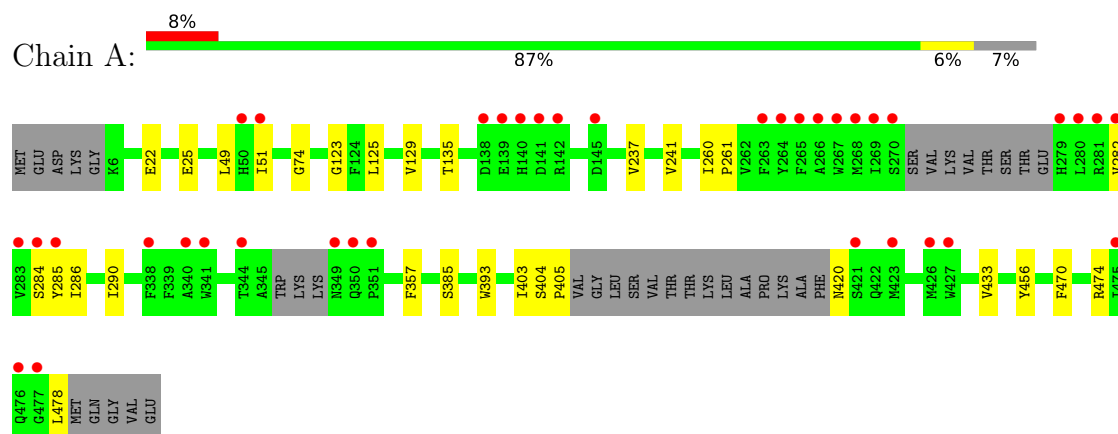 8%
Chain A:
87% 6% 7%
MET GLU ASP LYS GLY K6 E22 E25 L49 H50 I51 G74 G123 F124 L125 V129 T135 D138 E139 H140 D141 R142 D145 V237 V241 I260 P261 V262 F263 Y264 F265 A266 W267 M268 I269 S270 SER VAL LYS VAL THR SER THR GLU H279 L280 R281 V282
V283 S284 Y285 I286 I290 F338 F339 A340 W341 T344 A345 TRP LYS LYS N349 Q350 P351 F357 S385 W393 I403 S404 P405 VAL GLY LEU SER VAL THR THR LYS LEU ALA PRO LYS ALA PHE N420 S421 Q422 M423 M426 W427 V433 Y456 F470 R474 I475
Q476 G477 L478 MET GLN GLY VAL GLU